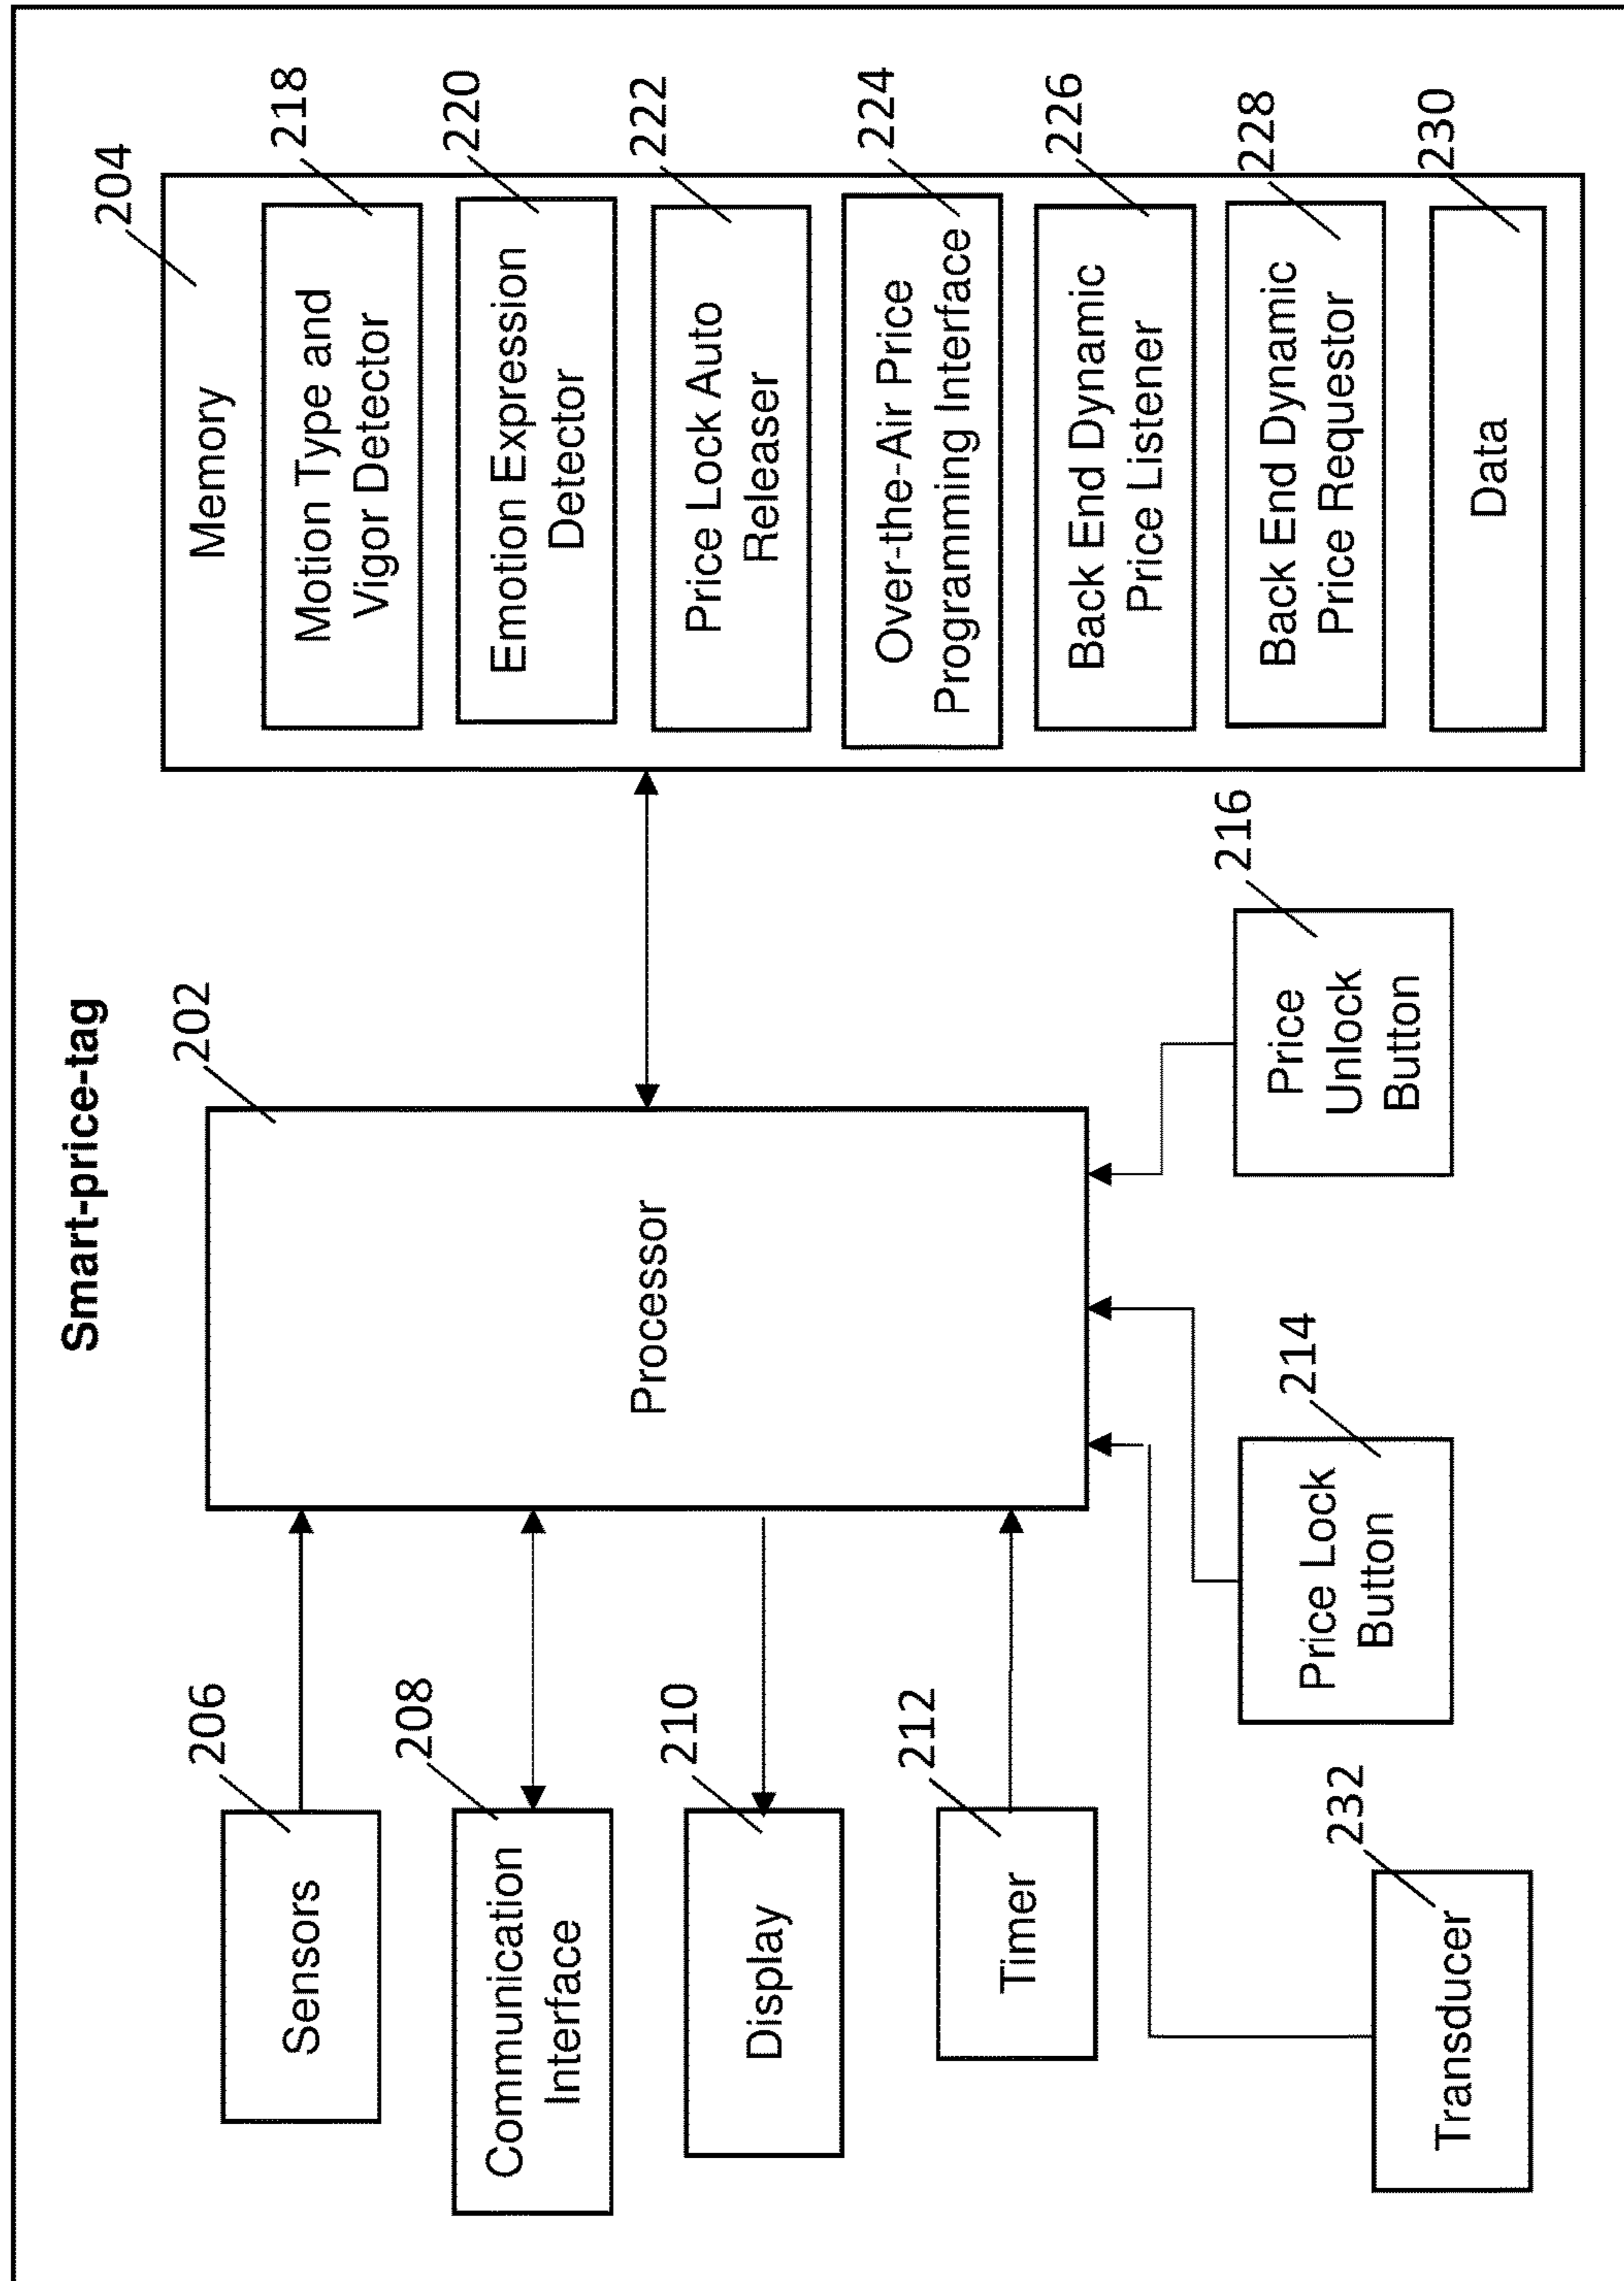 Smart-price-tag
206
Sensors
208
Communication
Interface
210
Display
212
Timer
232
Transducer
202
Processor
214
Price Lock
Button
216
Price
Unlock
Button
204
Memory
218
Motion Type and
Vigor Detector
220
Emotion Expression
Detector
222
Price Lock Auto
Releaser
224
Over-the-Air Price
Programming Interface
226
Back End Dynamic
Price Listener
228
Back End Dynamic
Price Requestor
230
Data